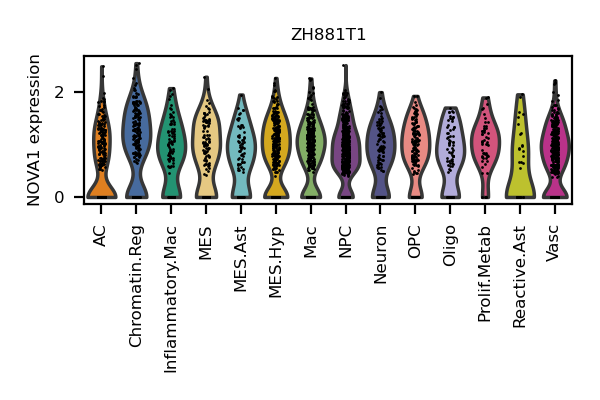 ZH881T1
NOVA1 expression
2
0
AC
Chromatin.Reg
Inflammatory.Mac
MES
MES.Ast
MES.Hyp
Mac
NPC
Neuron
OPC
Oligo
Prolif.Metab
Reactive.Ast
Vasc